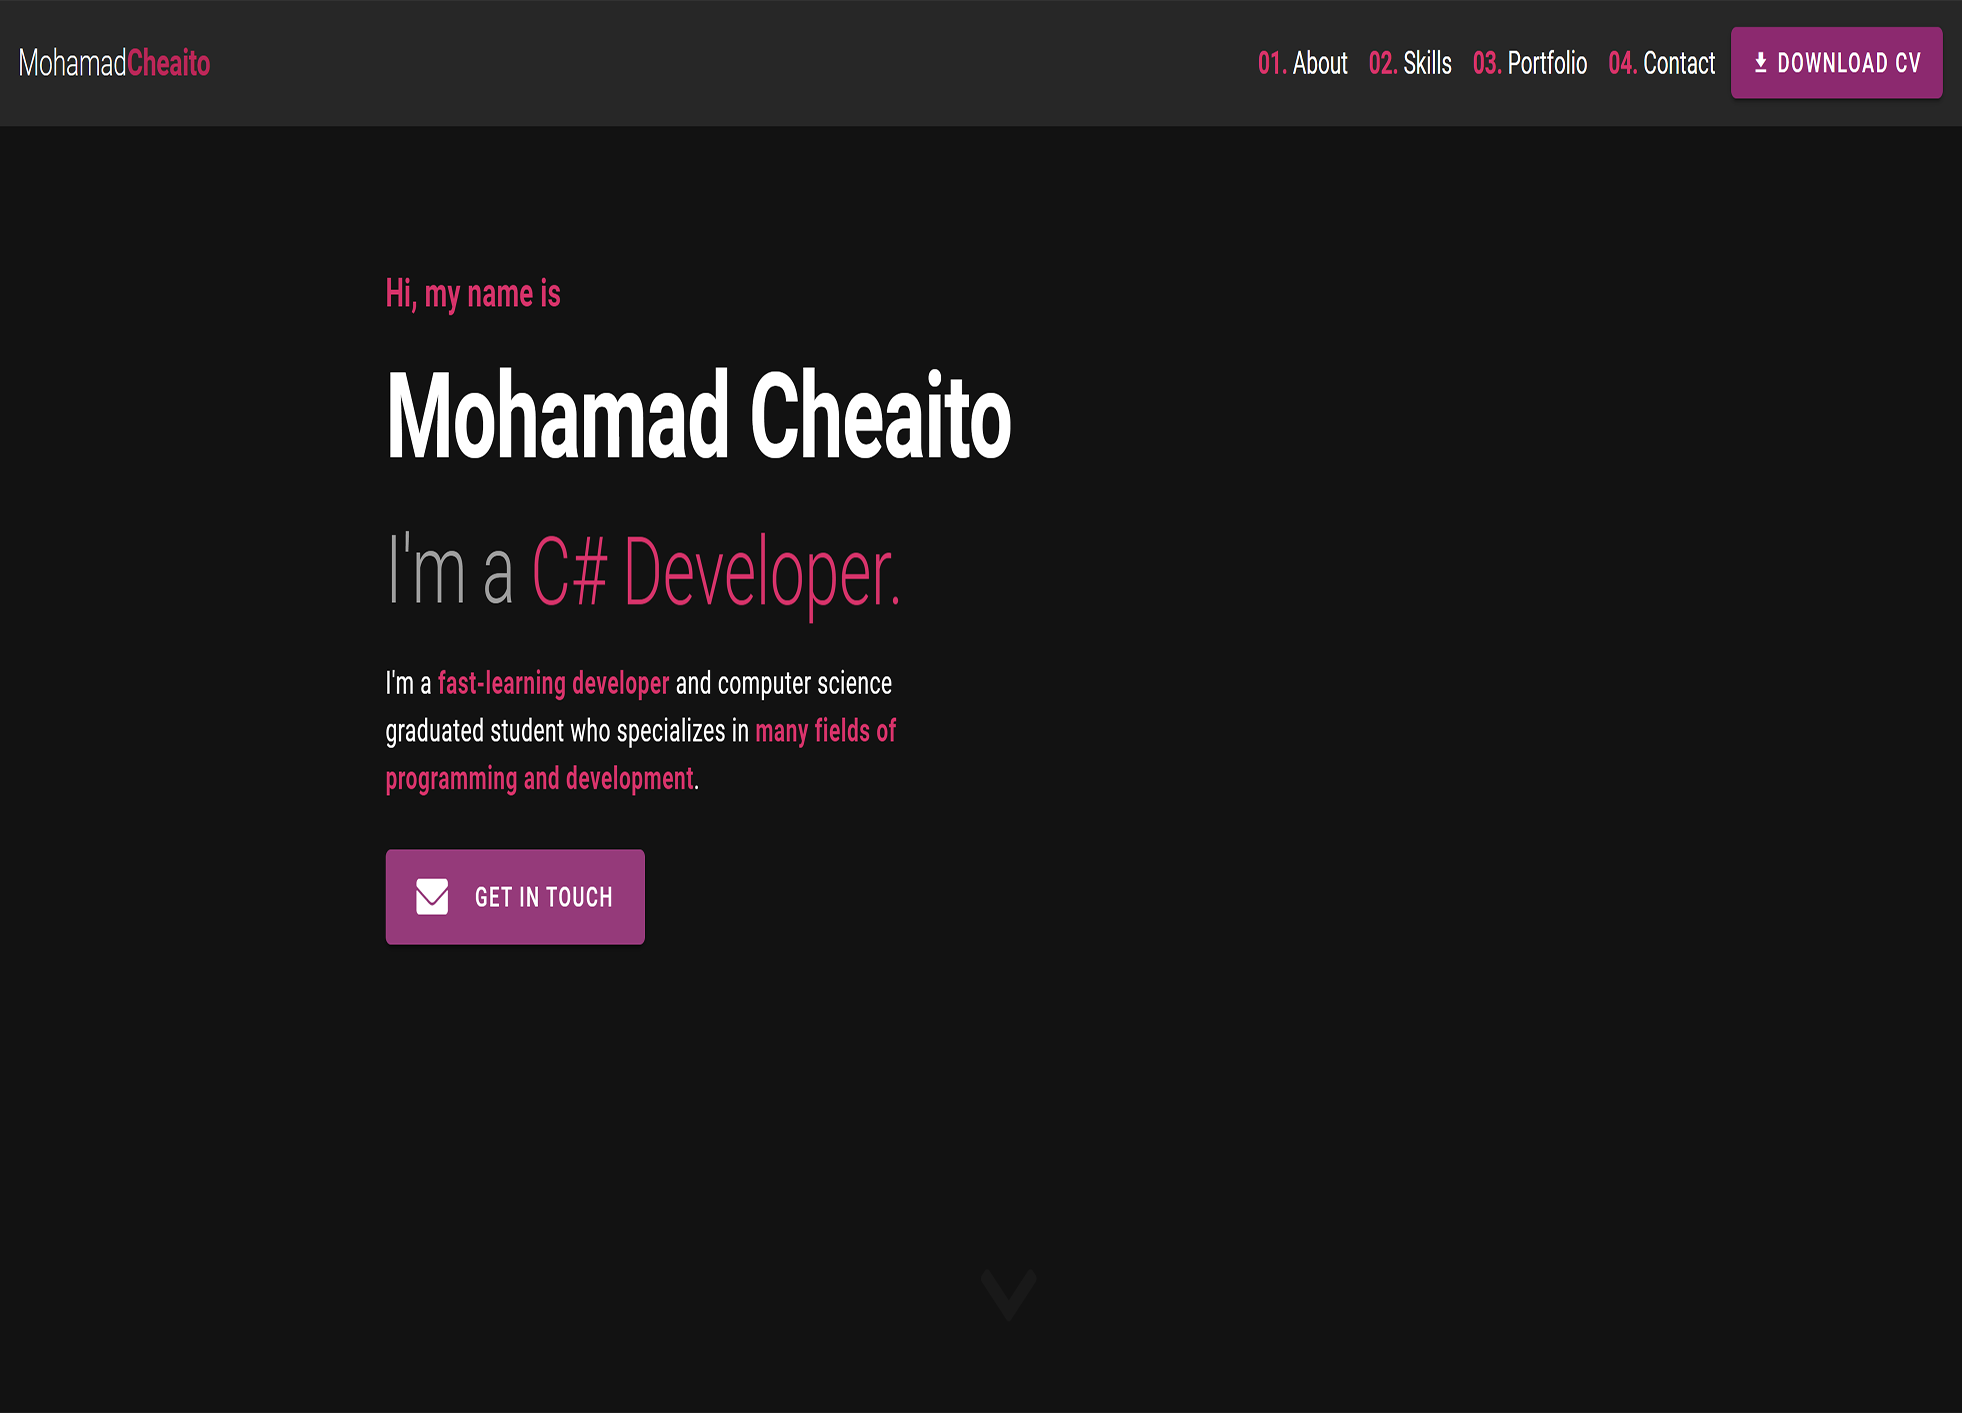 MohamadCheaito
01. About 02. Skills 03. Portfolio 04. Contact DOWNLOAD CV
Hi, my name is
Mohamad Cheaito
I'm a C# Developer.
I'm a fast-learning developer and computer science
graduated student who specializes in many fields of
programming and development.
GET IN TOUCH